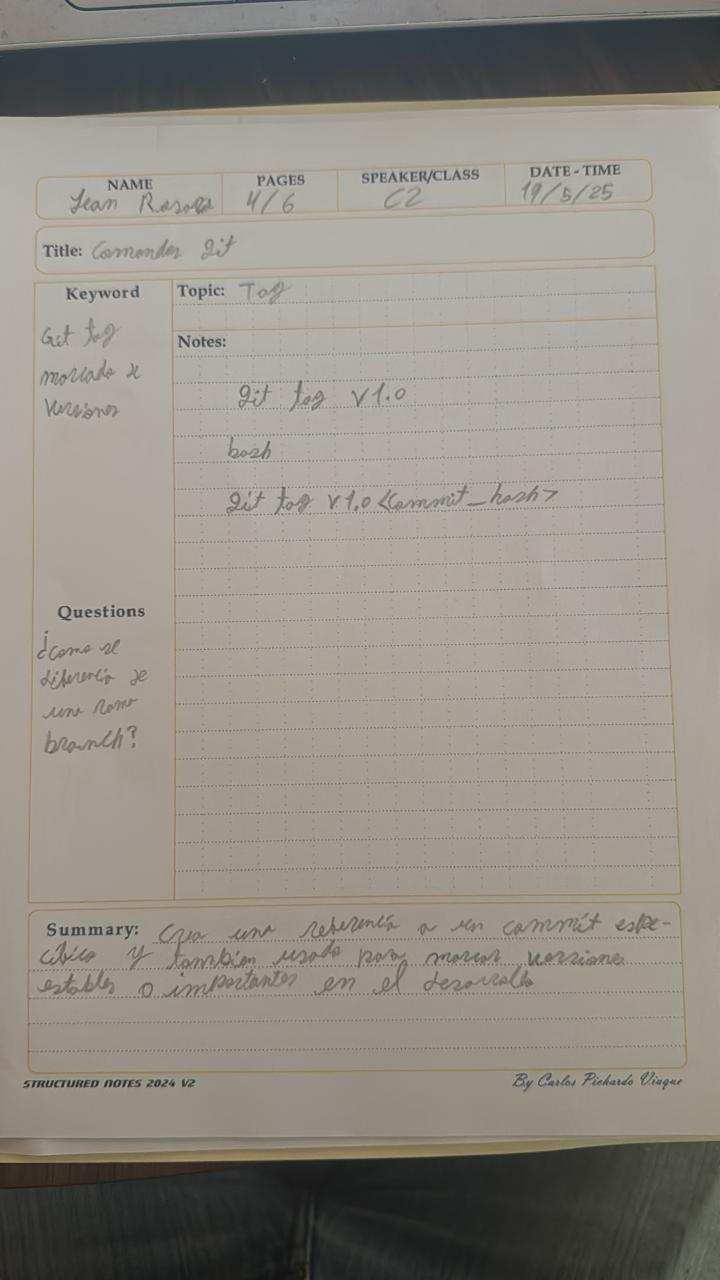 NAME PAGES SPEAKER/CLASS DATE-TIME
Jean 4/6 C2 19/5/25
Title: Comandos git
Keyword
Git tag
marcado de
versiones
Topic: Tag
Notes:
git tag v1.0
bash
git tag v1.0 <commit_hash>
Questions
¿como se
diferencia de
una rama
branch?
Summary: Crea una referencia a un commit espe-
cifico y tambien usado para marcar versiones
estables o importantes en el desarrollo
STRUCTURED NOTES 2024 V2
By Carlos Pichardo Viuque